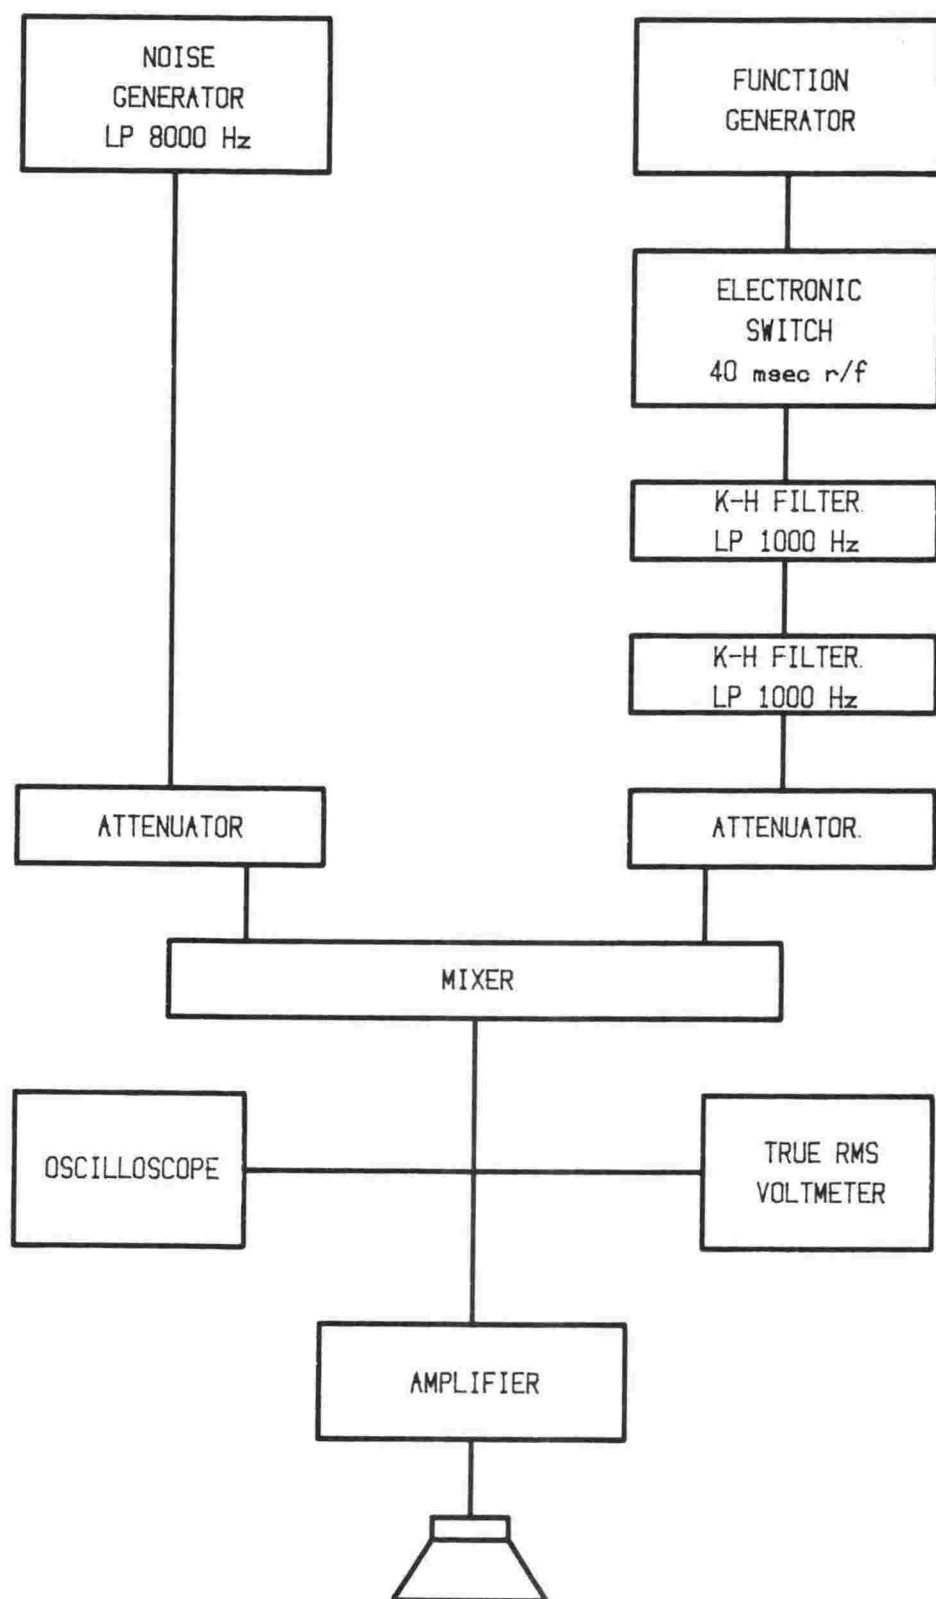 NOISE
GENERATOR
LP 8000 Hz
FUNCTION
GENERATOR
ELECTRONIC
SWITCH
40 msec r/f
K-H FILTER.
LP 1000 Hz
K-H FILTER.
LP 1000 Hz
ATTENUATOR
ATTENUATOR.
MIXER
OSCILLOSCOPE
TRUE RMS
VOLTMETER
AMPLIFIER